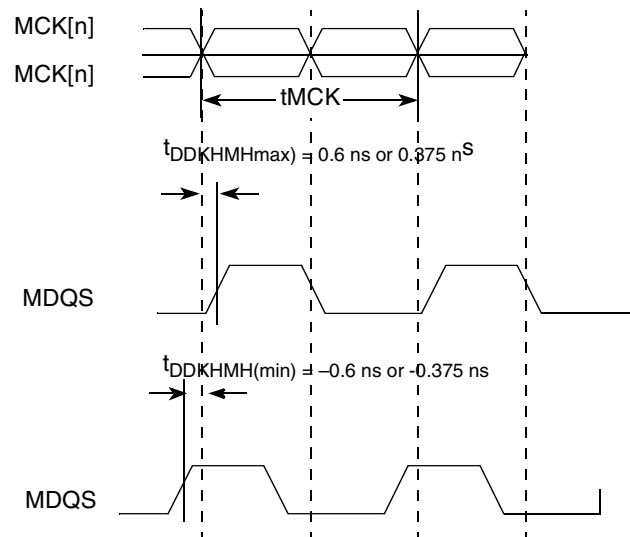 MCK[n]
MCK[n]
tMCK
tDDKHMHmax) = 0.6 ns or 0.375 ns
MDQS
tDDKHMH(min) = –0.6 ns or -0.375 ns
MDQS